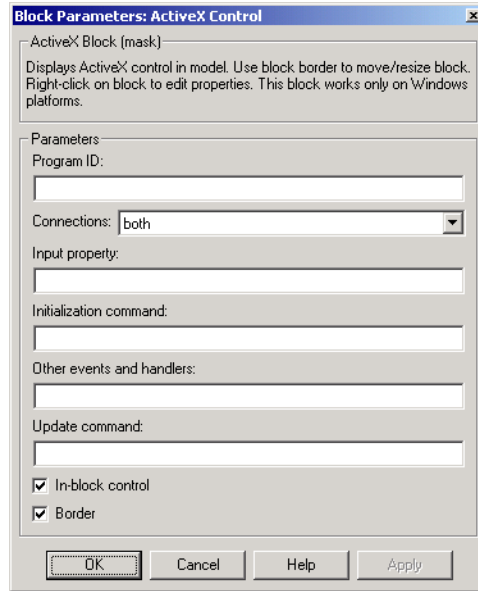 Block Parameters: ActiveX Control
ActiveX Block (mask)
Displays ActiveX control in model. Use block border to move/resize block.
Right-click on block to edit properties. This block works only on Windows
platforms.
Parameters
Program ID:
Connections: both
Input property:
Initialization command:
Other events and handlers:
Update command:
In-block control
Border
OK Cancel Help Apply